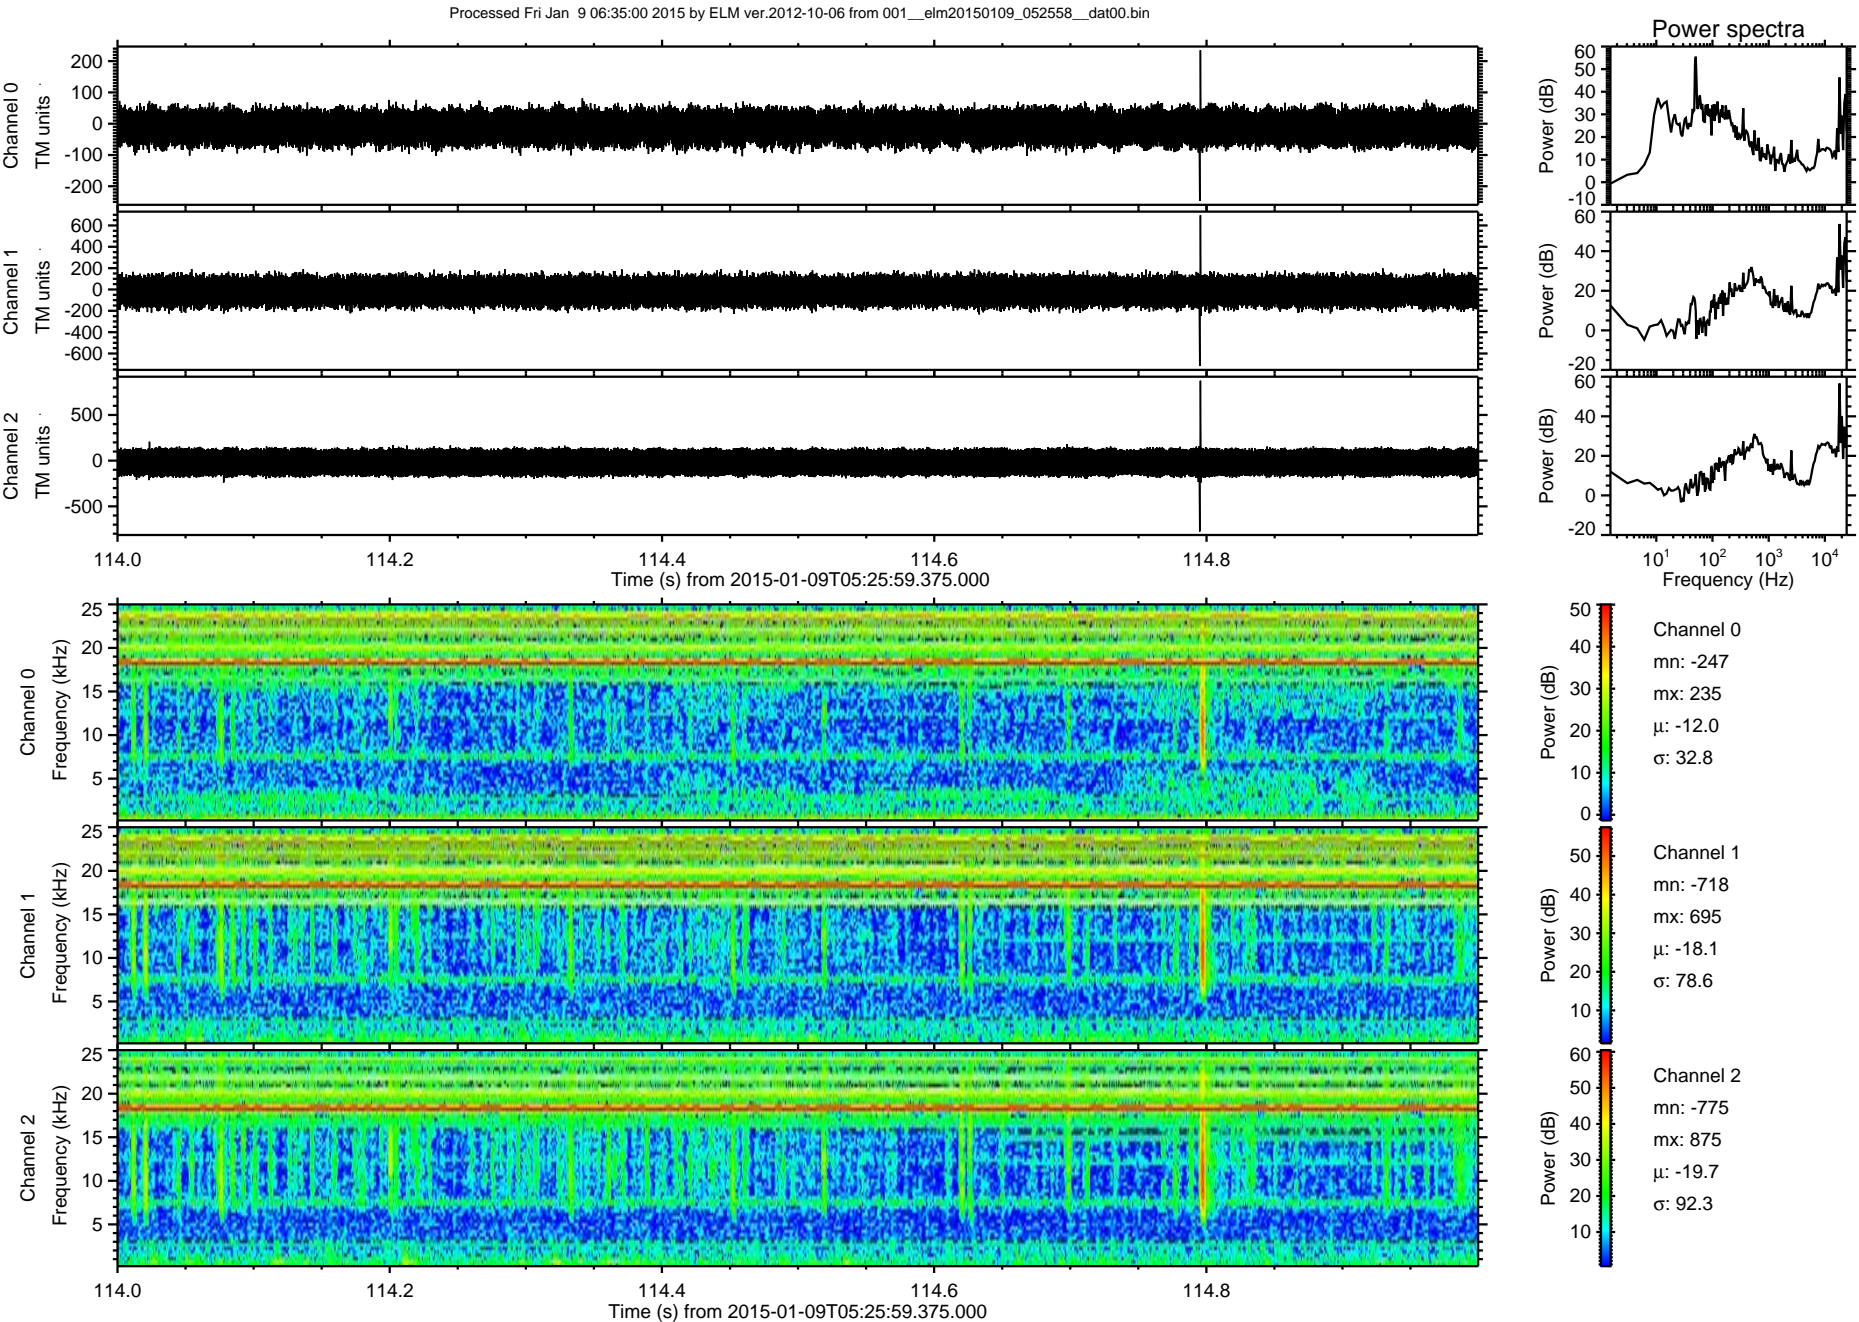 Processed Fri Jan  9 06:35:00 2015 by ELM ver.2012-10-06 from 001__elm20150109_052558__dat00.bin
Power spectra
Channel 0
TM units
200
100
0
-100
-200
Power (dB)
60
50
40
30
20
10
0
-10
Channel 1
TM units
600
400
200
0
-200
-400
-600
Power (dB)
60
40
20
0
-20
Channel 2
TM units
500
0
-500
Power (dB)
60
40
20
0
-20
114.0 114.2 114.4 114.6 114.8
Time (s) from 2015-01-09T05:25:59.375.000
10¹ 10² 10³ 10⁴
Frequency (Hz)
Channel 0
Frequency (kHz)
25
20
15
10
5
Power (dB)
50
40
30
20
10
0
Channel 0
mn: -247
mx: 235
μ: -12.0
σ: 32.8
Channel 1
Frequency (kHz)
25
20
15
10
5
Power (dB)
50
40
30
20
10
Channel 1
mn: -718
mx: 695
μ: -18.1
σ: 78.6
Channel 2
Frequency (kHz)
25
20
15
10
5
Power (dB)
60
50
40
30
20
10
Channel 2
mn: -775
mx: 875
μ: -19.7
σ: 92.3
114.0 114.2 114.4 114.6 114.8
Time (s) from 2015-01-09T05:25:59.375.000